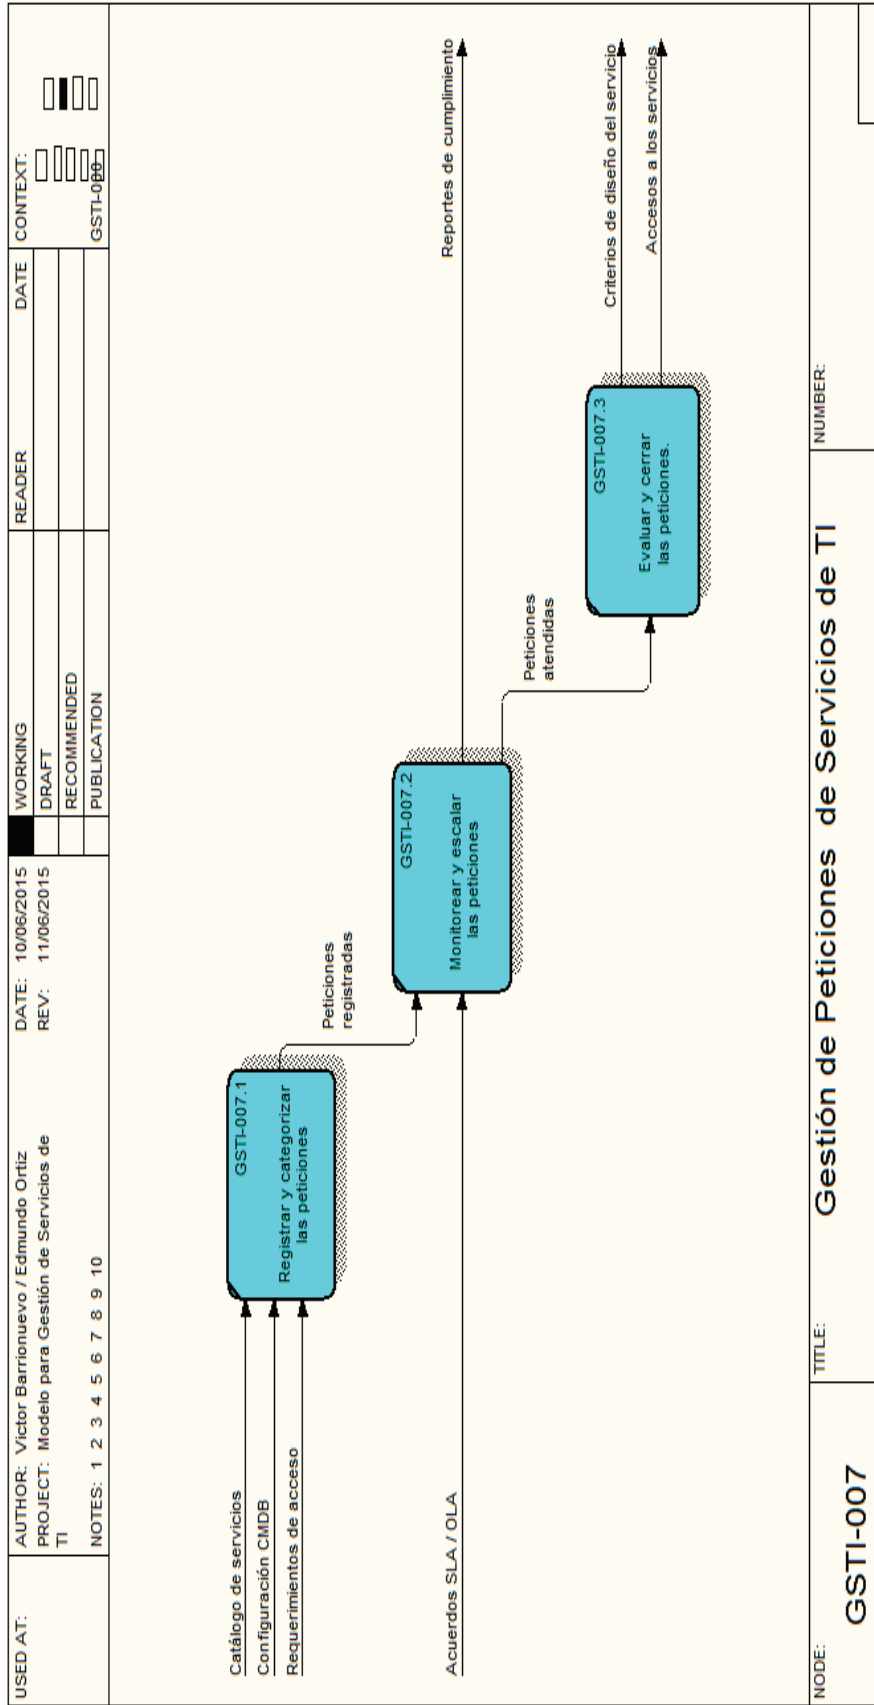 USED AT:
AUTHOR: Victor Barrionuevo / Edmundo Ortiz
PROJECT: Modelo para Gestión de Servicios de
TI
NOTES: 1 2 3 4 5 6 7 8 9 10
DATE: 10/06/2015
REV: 11/06/2015
WORKING
DRAFT
RECOMMENDED
PUBLICATION
READER
DATE
CONTEXT:
GSTI-000
Catálogo de servicios
Configuración CMDB
Requerimientos de acceso
GSTI-007.1
Registrar y categorizar
las peticiones
Peticiones
registradas
Acuerdos SLA / OLA
GSTI-007.2
Monitorear y escalar
las peticiones
Reportes de cumplimiento
Peticiones
atendidas
GSTI-007.3
Evaluar y cerrar
las peticiones.
Criterios de diseño del servicio
Accesos a los servicios
NODE:
GSTI-007
TITLE:
Gestión de Peticiones de Servicios de TI
NUMBER: